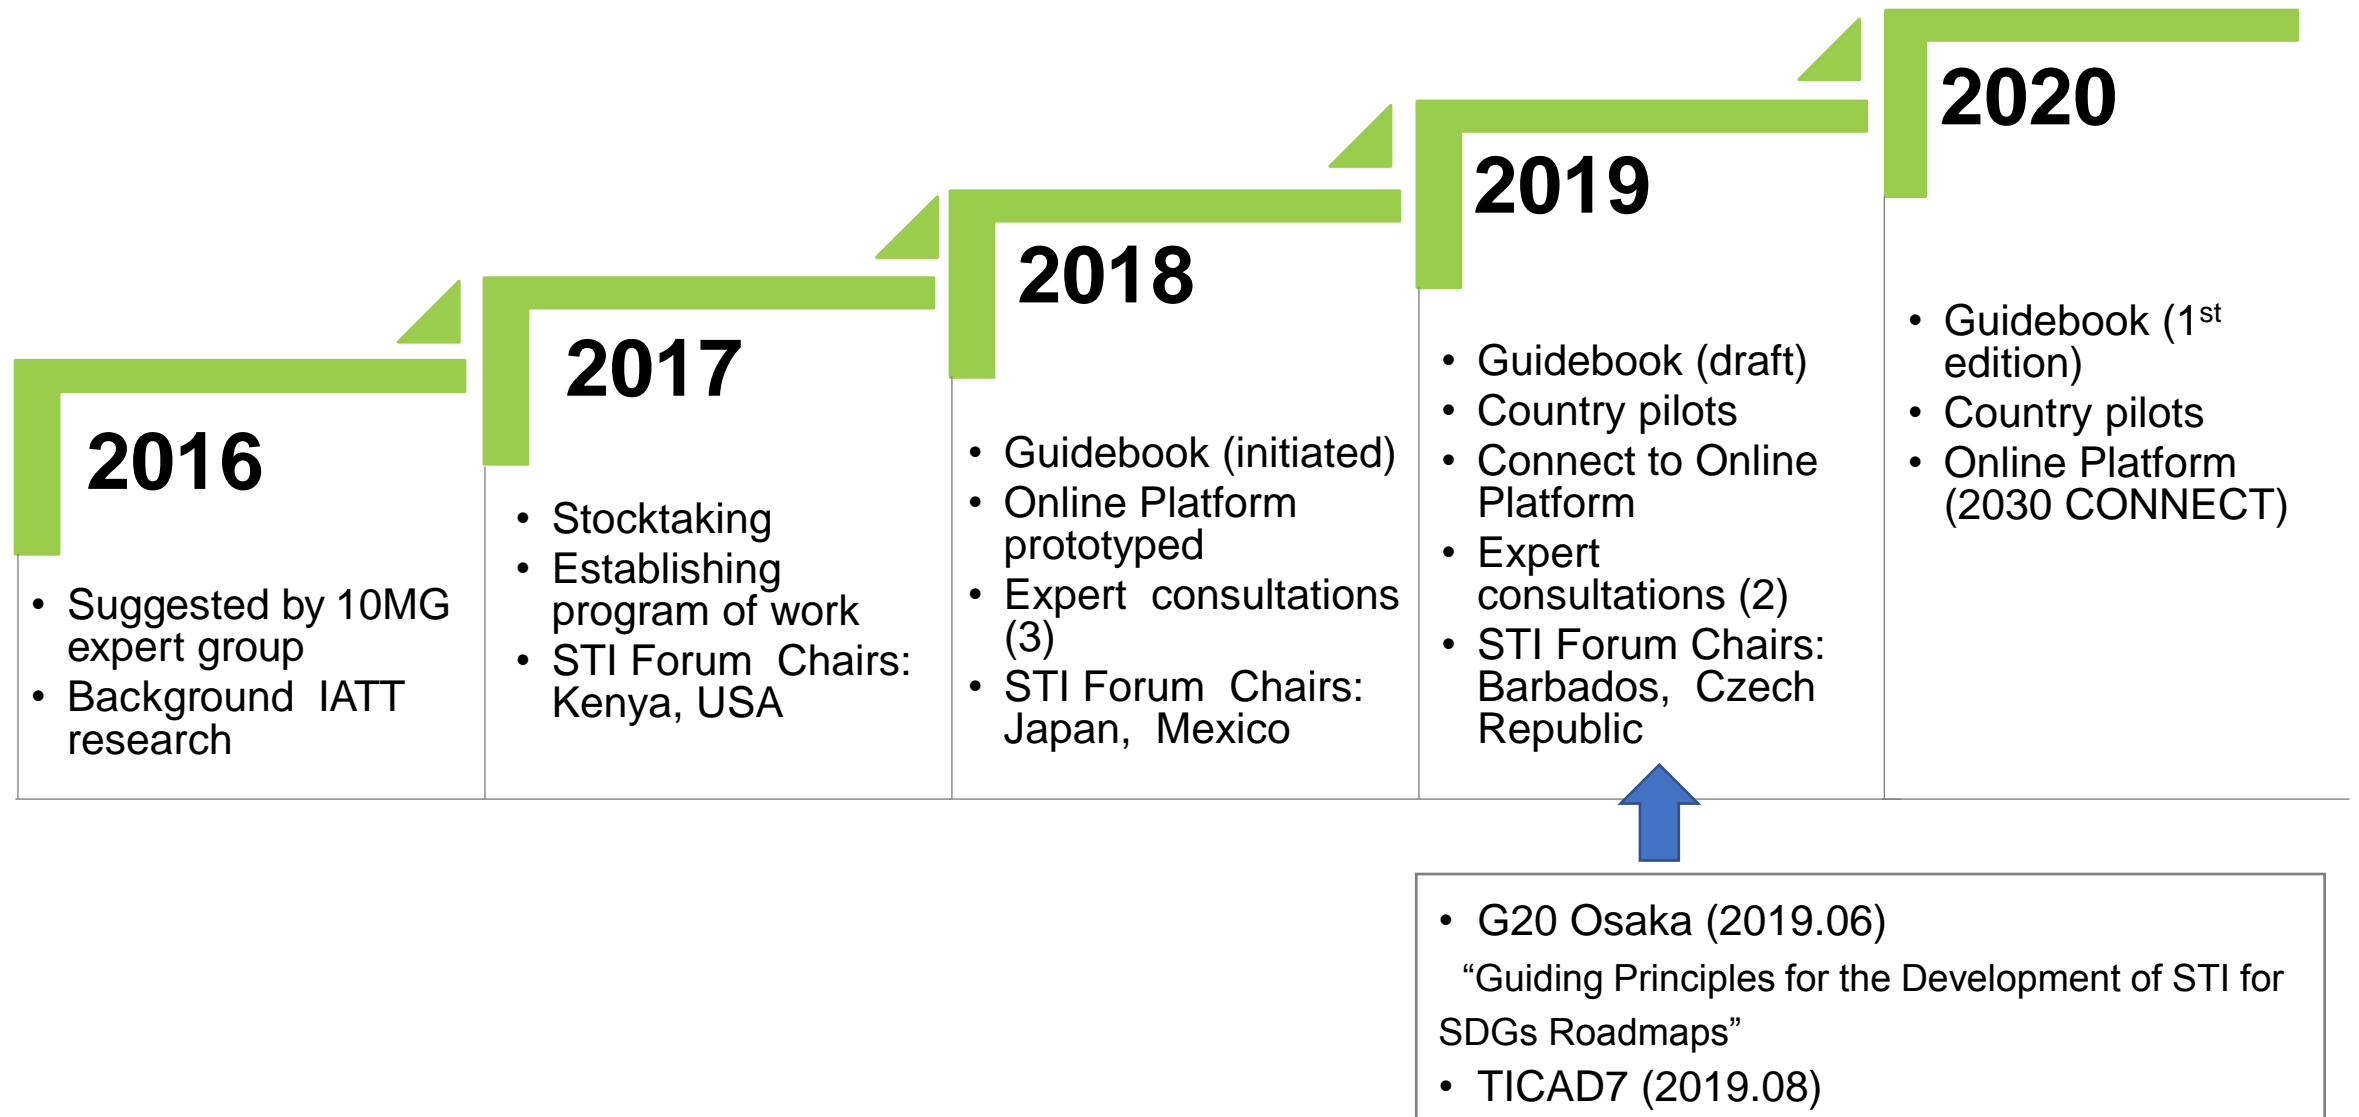 2016
• Suggested by 10MG
expert group
• Background IATT
research
2017
• Stocktaking
• Establishing
program of work
• STI Forum Chairs:
Kenya, USA
2018
• Guidebook (initiated)
• Online Platform
prototyped
• Expert consultations
(3)
• STI Forum Chairs:
Japan, Mexico
2019
• Guidebook (draft)
• Country pilots
• Connect to Online
Platform
• Expert
consultations (2)
• STI Forum Chairs:
Barbados, Czech
Republic
2020
• Guidebook (1st
edition)
• Country pilots
• Online Platform
(2030 CONNECT)
• G20 Osaka (2019.06)
“Guiding Principles for the Development of STI for
SDGs Roadmaps”
• TICAD7 (2019.08)